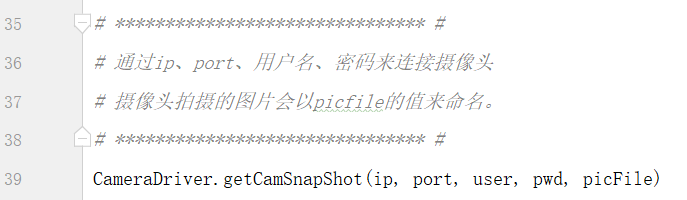 35 # ******************************* #
36 # 通过ip、port、用户名、密码来连接摄像头
37 # 摄像头拍摄的图片会以picfile的值来命名。
38 # ******************************* #
39 CameraDriver.getCamSnapShot(ip, port, user, pwd, picFile)